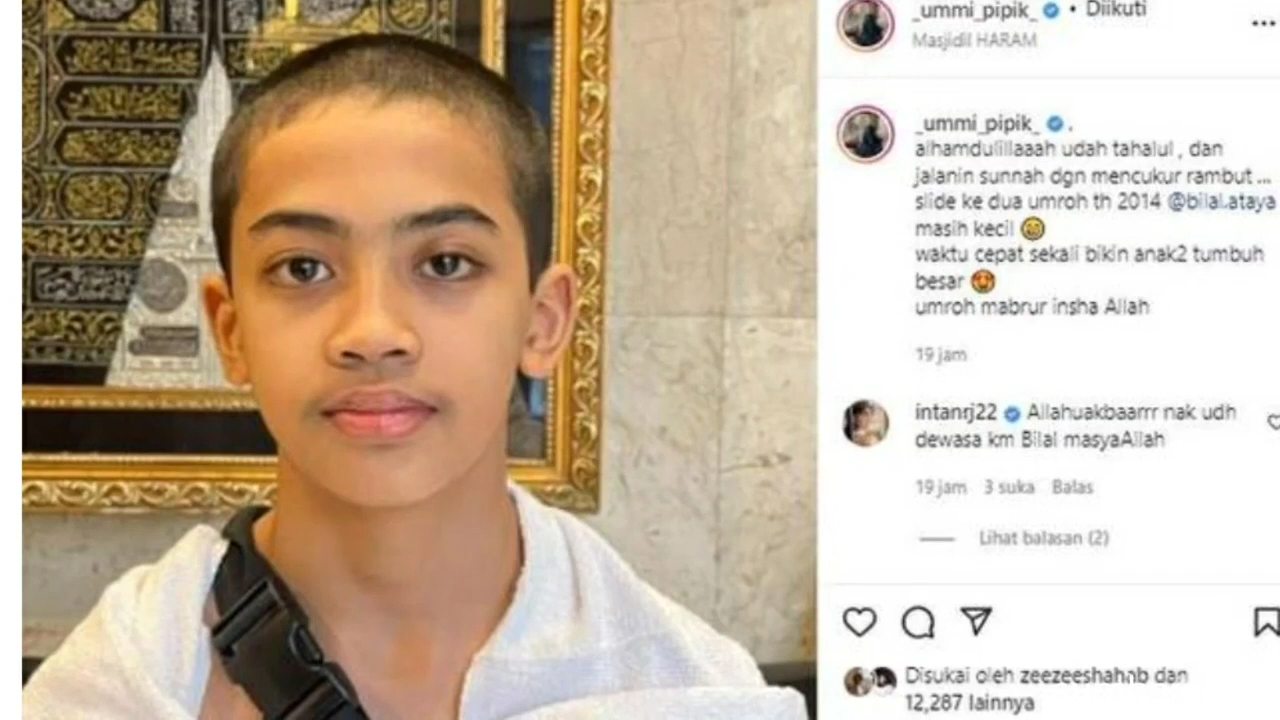 _ummi_pipik_ • Diikuti
Masjidil HARAM
_ummi_pipik_ .
alhamdulillaaah udah tahalul , dan
jalanin sunnah dgn mencukur rambut ...
slide ke dua umroh th 2014 @bilal.ataya
masih kecil 😁
waktu cepat sekali bikin anak2 tumbuh
besar 😍
umroh mabrur insha Allah
19 jam
intanrj22 Allahuakbaarrr nak udh
dewasa km Bilal masyaAllah
19 jam 3 suka Balas
Lihat balasan (2)
Disukai oleh zeezeeshahab dan
12,287 lainnya